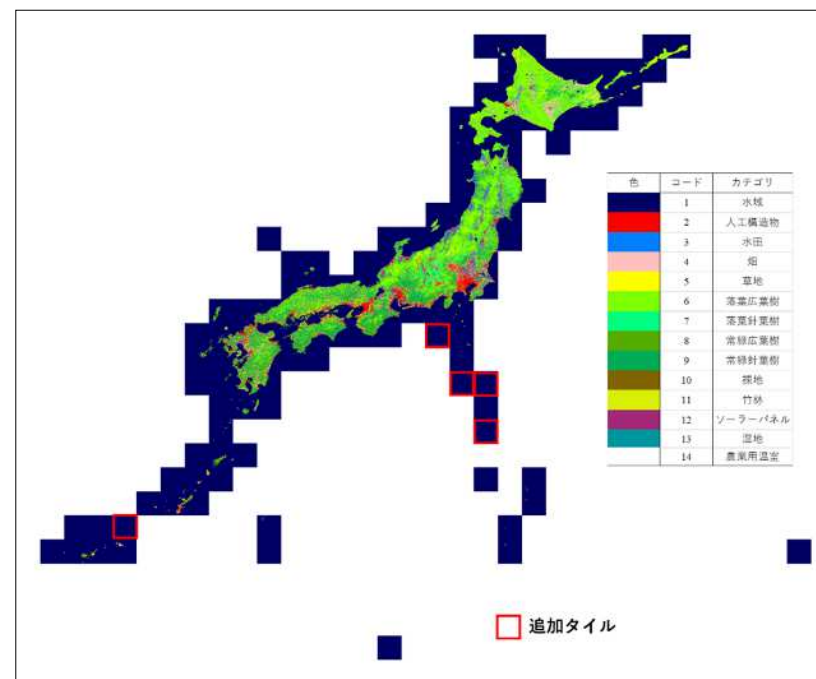 色 コード カテゴリ
1 水域
2 人工構造物
3 水田
4 畑
5 草地
6 落葉広葉樹
7 落葉針葉樹
8 常緑広葉樹
9 常緑針葉樹
10 裸地
11 竹林
12 ソーラーパネル
13 湿地
14 農業用温室
追加タイル